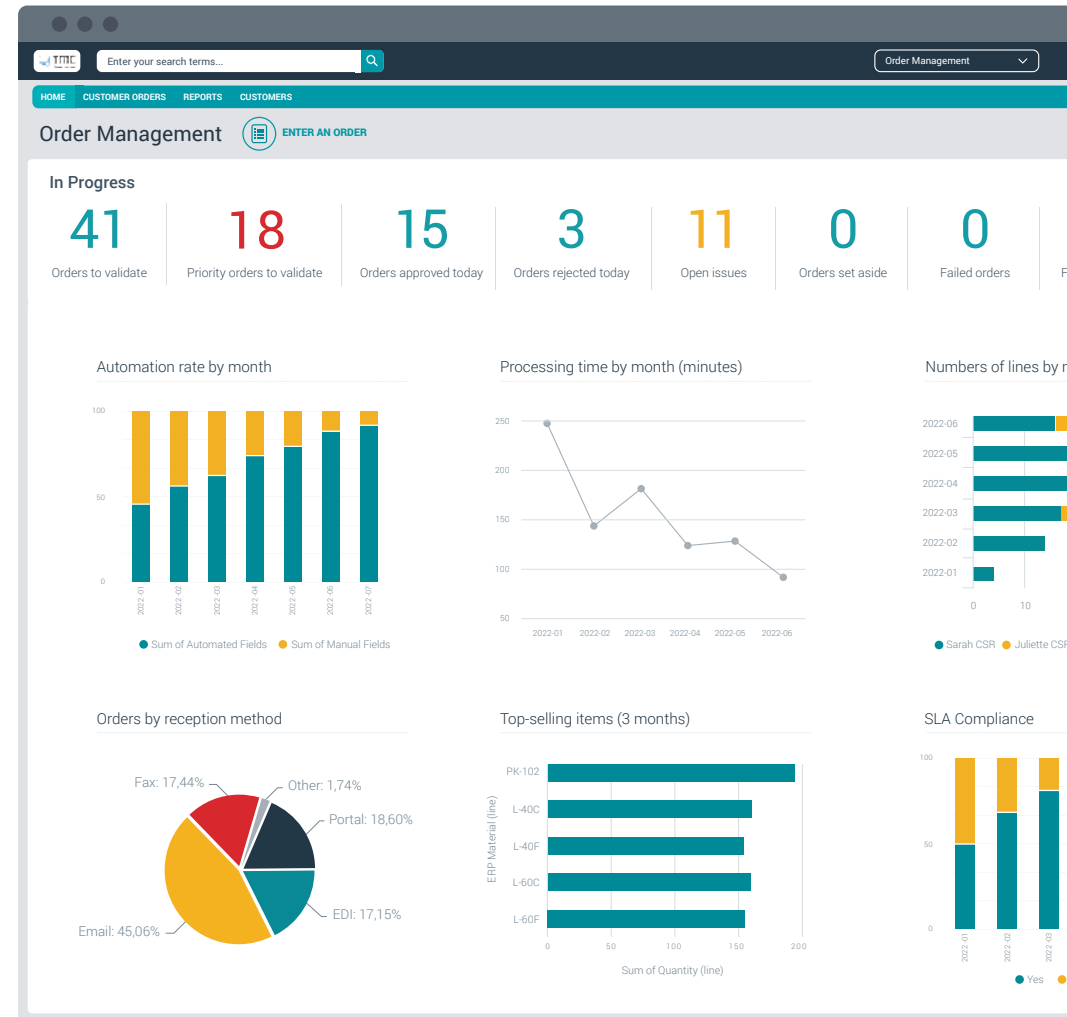 Enter your search terms...
Order Management
HOME CUSTOMER ORDERS REPORTS CUSTOMERS
Order Management
ENTER AN ORDER
In Progress
41 18 15 3 11 0 0
Orders to validate Priority orders to validate Orders approved today Orders rejected today Open issues Orders set aside Failed orders F
Automation rate by month
100
50
0
2022-01 2022-02 2022-03 2022-04 2022-05 2022-06 2022-07
Sum of Automated Fields Sum of Manual Fields
Processing time by month (minutes)
250
200
150
100
50
2022-01 2022-02 2022-03 2022-04 2022-05 2022-06
Numbers of lines by
2022-06
2022-05
2022-04
2022-03
2022-02
2022-01
0 10
Sarah CSR Juliette CSR
Orders by reception method
Fax: 17,44%
Other: 1,74%
Portal: 18,60%
EDI: 17,15%
Email: 45,06%
Top-selling items (3 months)
ERP Material (line)
PK-102
L-40C
L-40F
L-60C
L-60F
0 50 100 150 200
Sum of Quantity (line)
SLA Compliance
100
50
0
2022-01 2022-02 2022-03
Yes